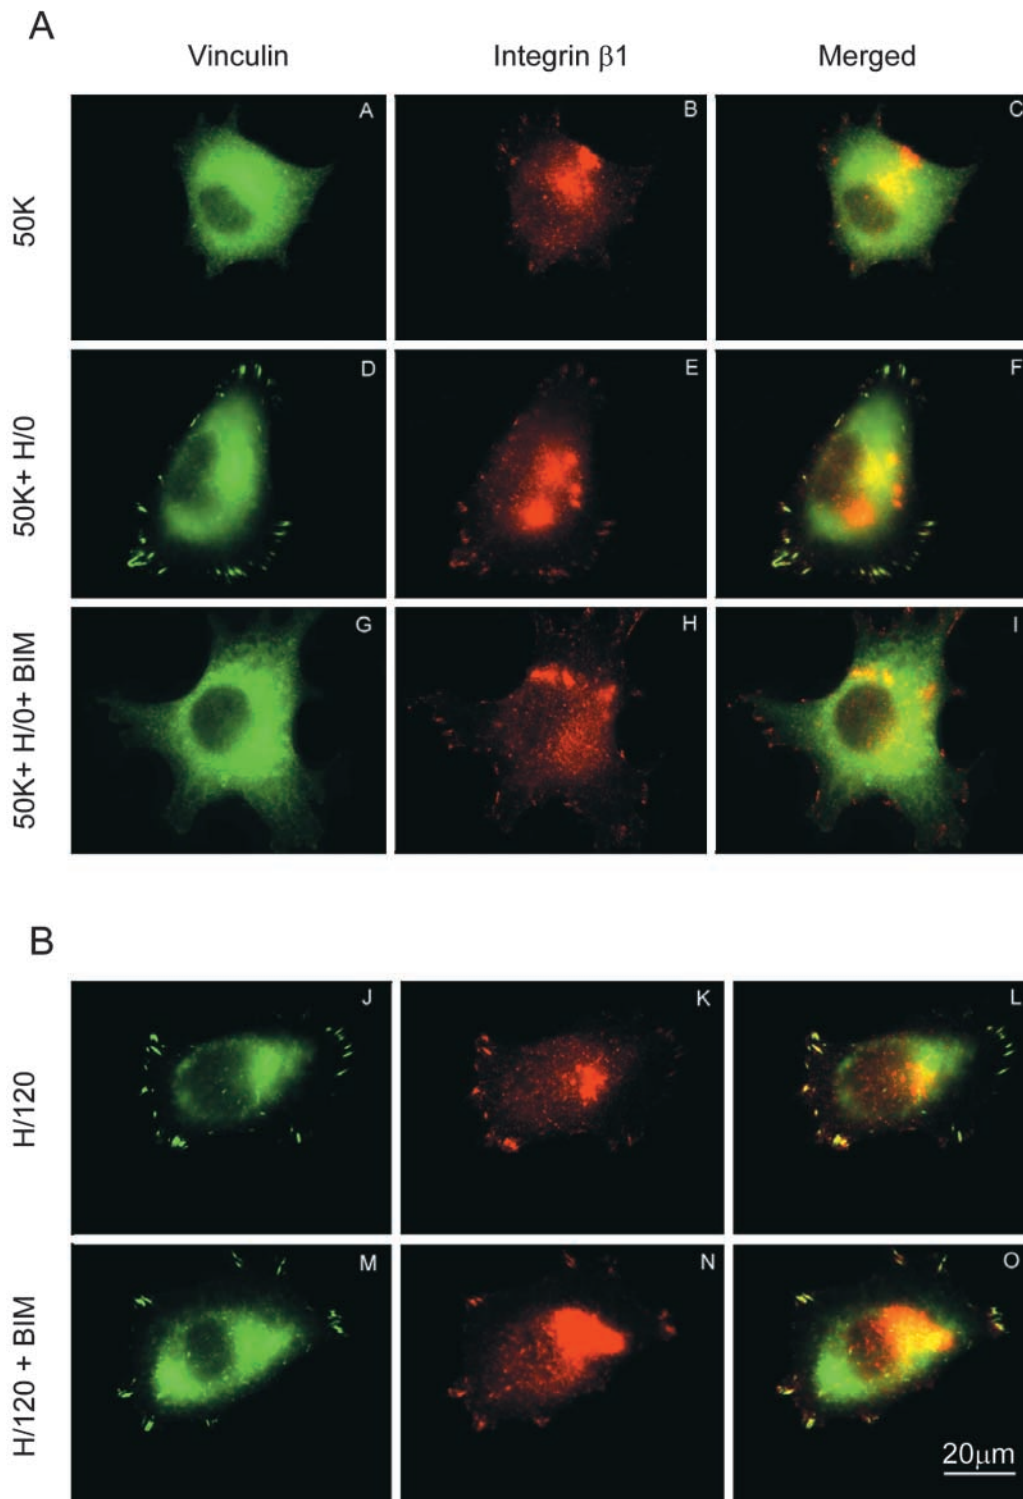 A
Vinculin Integrin β1 Merged
50K
A B C
50K+ H/0
D E F
50K+ H/0+ BIM
G H I
B
H/120
J K L
H/120 + BIM
M N O
20μm